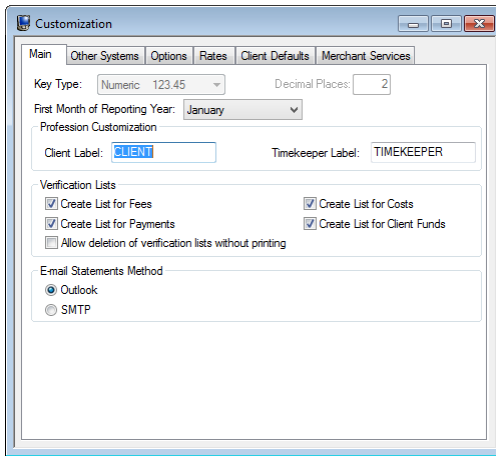 Customization
Main Other Systems Options Rates Client Defaults Merchant Services
Key Type: Numeric 123.45 Decimal Places: 2
First Month of Reporting Year: January
Profession Customization
Client Label: CLIENT Timekeeper Label: TIMEKEEPER
Verification Lists
Create List for Fees Create List for Costs
Create List for Payments Create List for Client Funds
Allow deletion of verification lists without printing
E-mail Statements Method
Outlook
SMTP